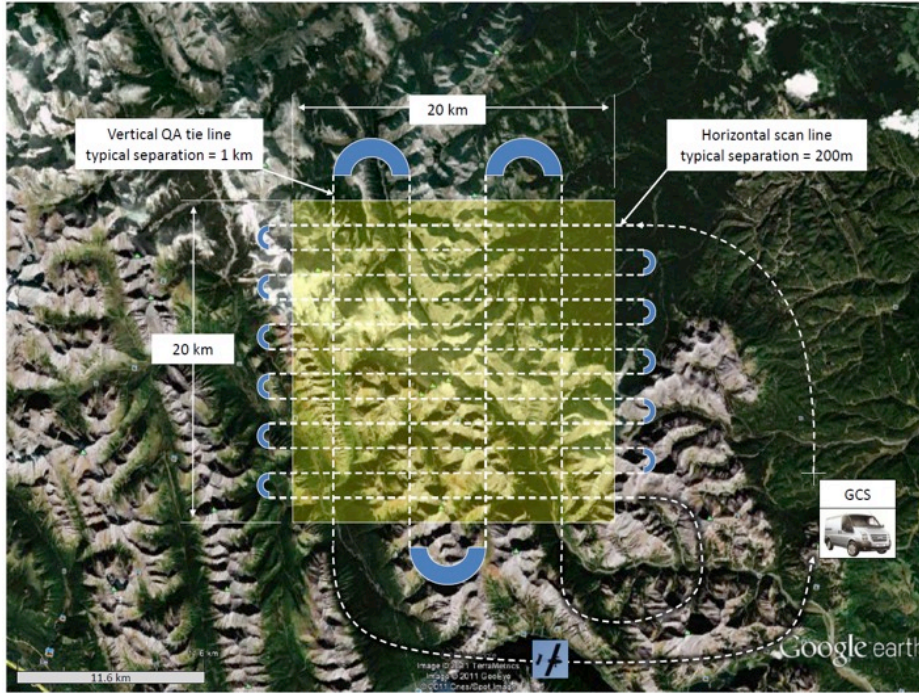 20 km
Vertical QA tie line
typical separation = 1 km
Horizontal scan line
typical separation = 200m
20 km
GCS
Google earth
11.6 km